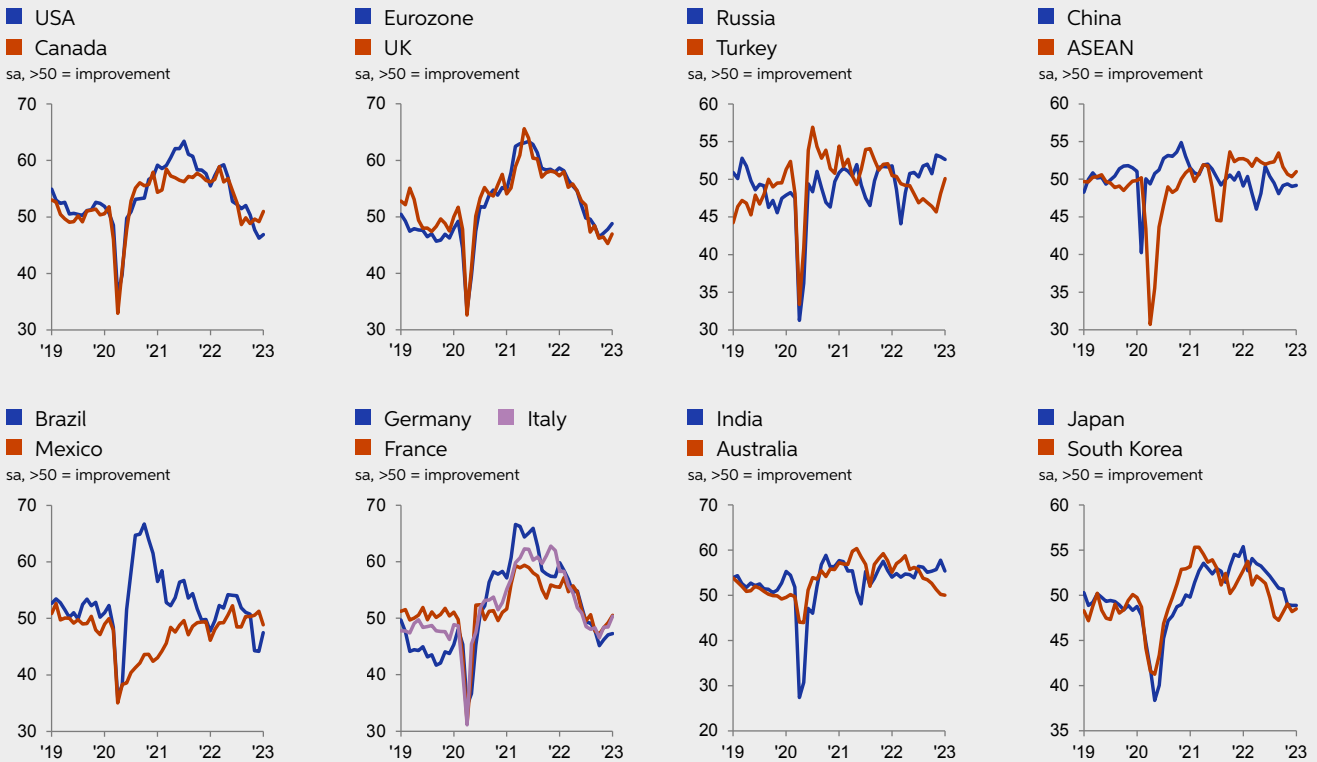 USA
Canada
sa, >50 = improvement
70
60
50
40
30
'19 '20 '21 '22 '23
Eurozone
UK
sa, >50 = improvement
70
60
50
40
30
'19 '20 '21 '22 '23
Russia
Turkey
sa, >50 = improvement
60
55
50
45
40
35
30
'19 '20 '21 '22 '23
China
ASEAN
sa, >50 = improvement
60
55
50
45
40
35
30
'19 '20 '21 '22 '23
Brazil
Mexico
sa, >50 = improvement
70
60
50
40
30
'19 '20 '21 '22 '23
Germany Italy
France
sa, >50 = improvement
70
60
50
40
30
'19 '20 '21 '22 '23
India
Australia
sa, >50 = improvement
70
60
50
40
30
20
'19 '20 '21 '22 '23
Japan
South Korea
sa, >50 = improvement
60
55
50
45
40
35
'19 '20 '21 '22 '23